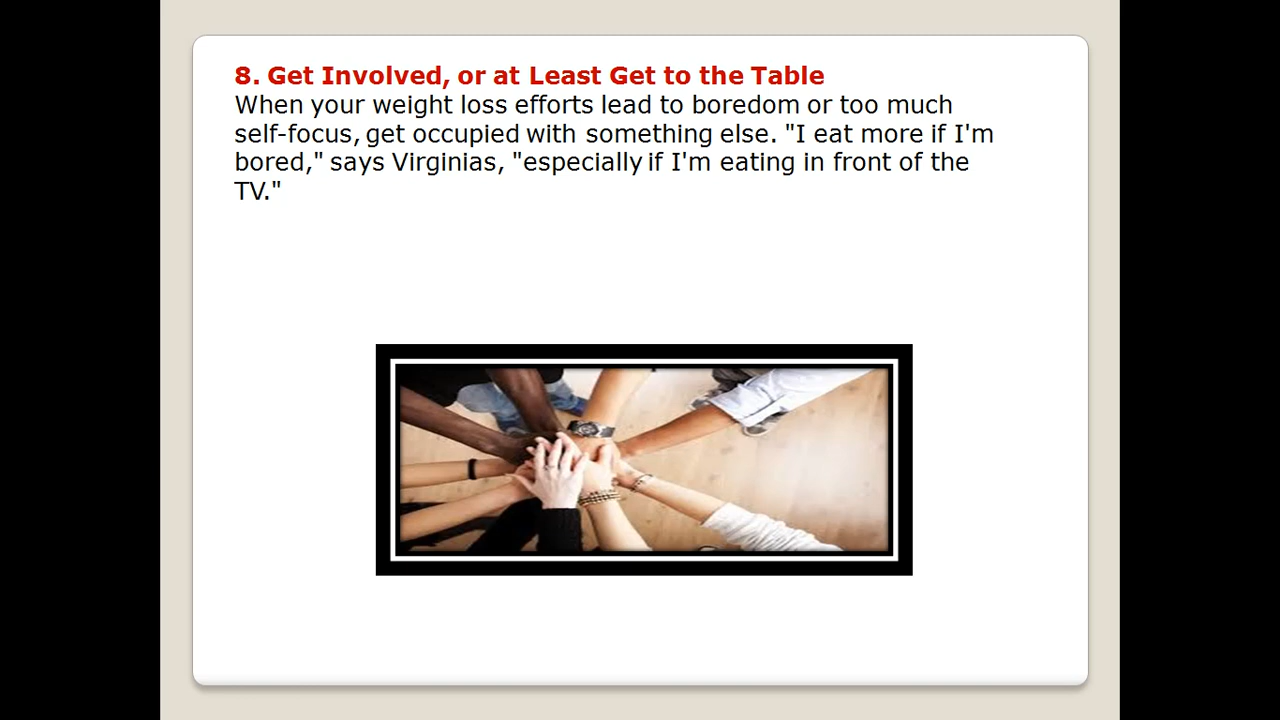 8. Get Involved, or at Least Get to the Table
When your weight loss efforts lead to boredom or too much
self-focus, get occupied with something else. "I eat more if I'm
bored," says Virginias, "especially if I'm eating in front of the
TV."